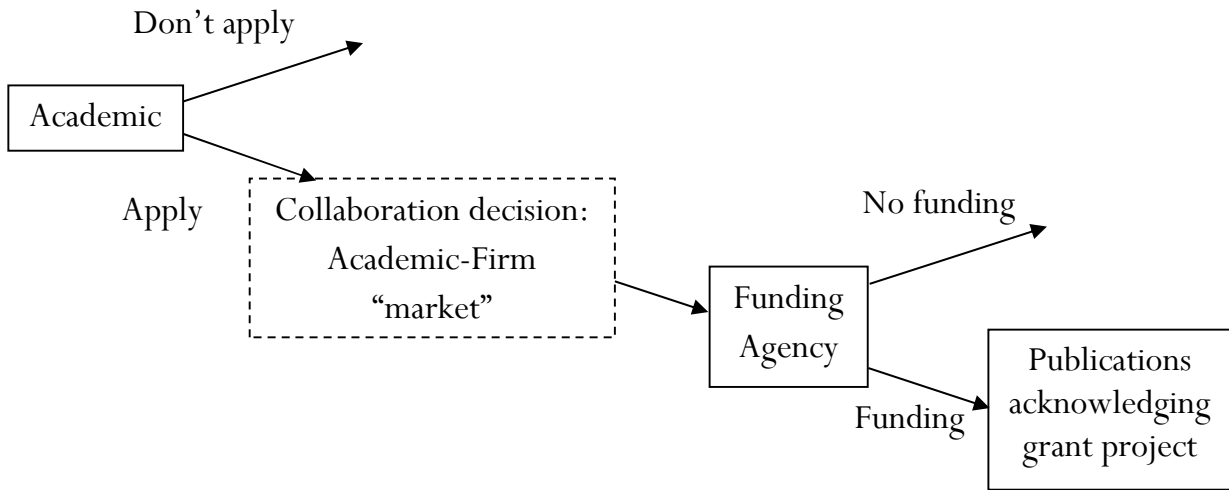 Don’t apply
Academic
Apply
Collaboration decision:
Academic-Firm
“market”
No funding
Funding
Agency
Funding
Publications
acknowledging
grant project